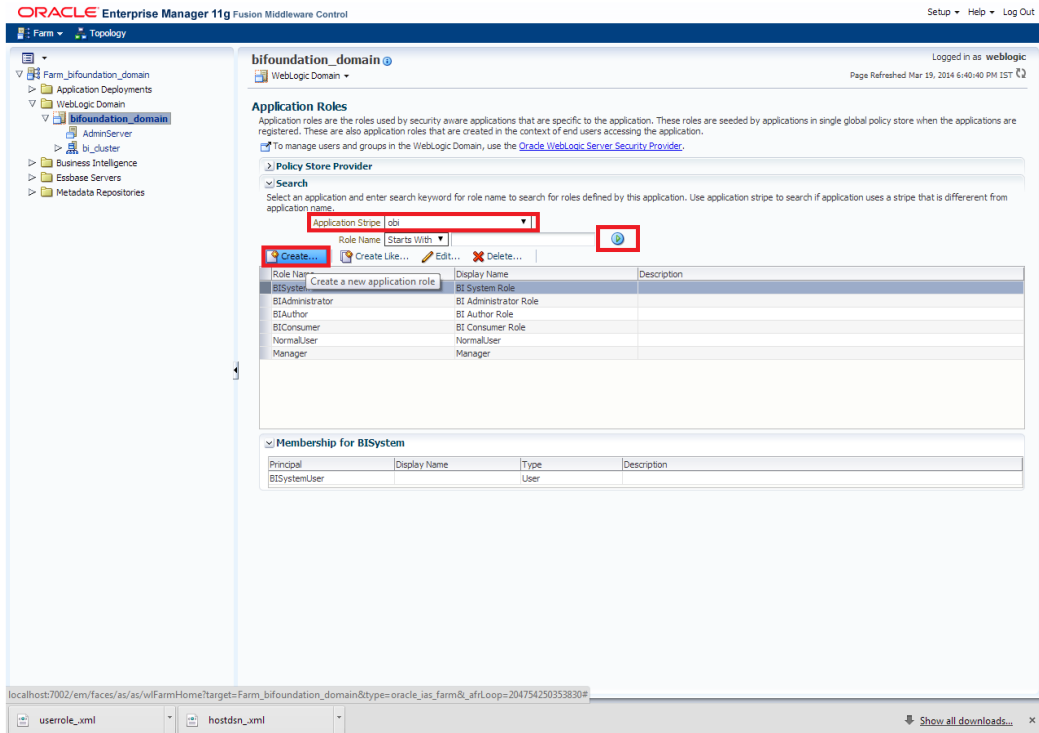 ORACLE Enterprise Manager 11g Fusion Middleware Control
Setup Help Log Out
Farm Topology
Farm_bifoundation_domain
Application Deployments
WebLogic Domain
bifoundation_domain
AdminServer
bi_cluster
Business Intelligence
Essbase Servers
Metadata Repositories
bifoundation_domain
Logged in as weblogic
WebLogic Domain
Page Refreshed Mar 19, 2014 6:40:40 PM IST
Application Roles
Application roles are the roles used by security aware applications that are specific to the application. These roles are seeded by applications in single global policy store when the applications are
registered. These are also application roles that are created in the context of end users accessing the application.
To manage users and groups in the WebLogic Domain, use the Oracle WebLogic Server Security Provider.
Policy Store Provider
Search
Select an application and enter search keyword for role name to search for roles defined by this application. Use application stripe to search if application uses a stripe that is differerent from
application name.
Application Stripe obi
Role Name Starts With
Create... Create Like... Edit... Delete...
Role Name Display Name Description
Create a new application role
BISystem BI System Role
BIAdministrator BI Administrator Role
BIAuthor BI Author Role
BIConsumer BI Consumer Role
NormalUser NormalUser
Manager Manager
Membership for BISystem
Principal Display Name Type Description
BISystemUser User
localhost:7002/em/faces/as/as/wlFarmHome?target=Farm_bifoundation_domain&type=oracle_ias_farm&_afrLoop=204754250353830#
userrole_.xml hostdsn_.xml Show all downloads...